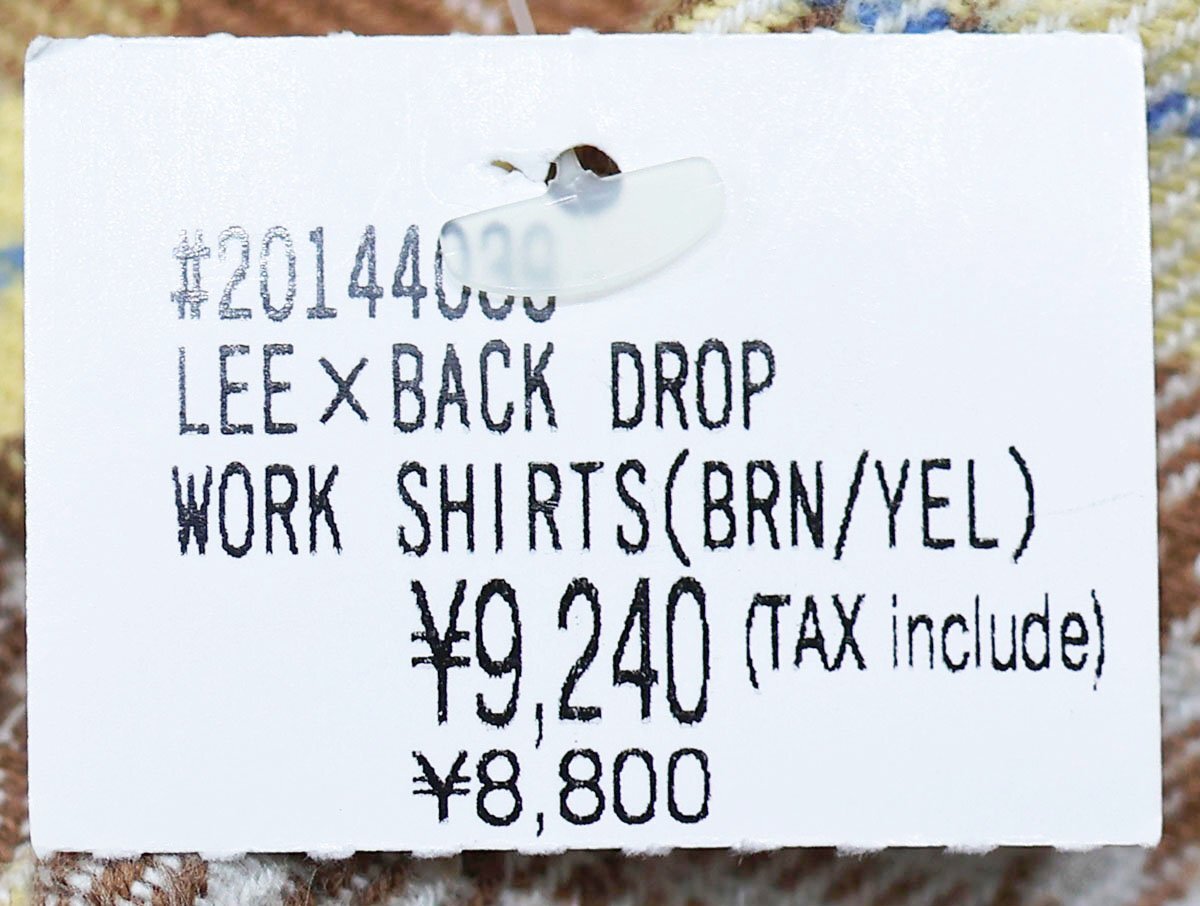 #20144039
LEE×BACK DROP
WORK SHIRTS(BRN/YEL)
¥9,240 (TAX include)
¥8,800